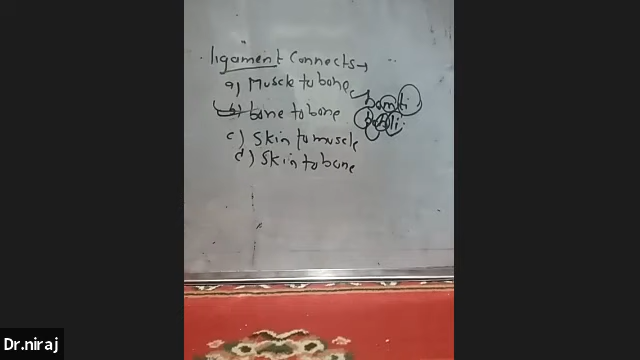 ligament connects →
a) Muscle to bone
b) bone to bone
c) Skin to muscle
d) Skin to bone
Dr.niraj